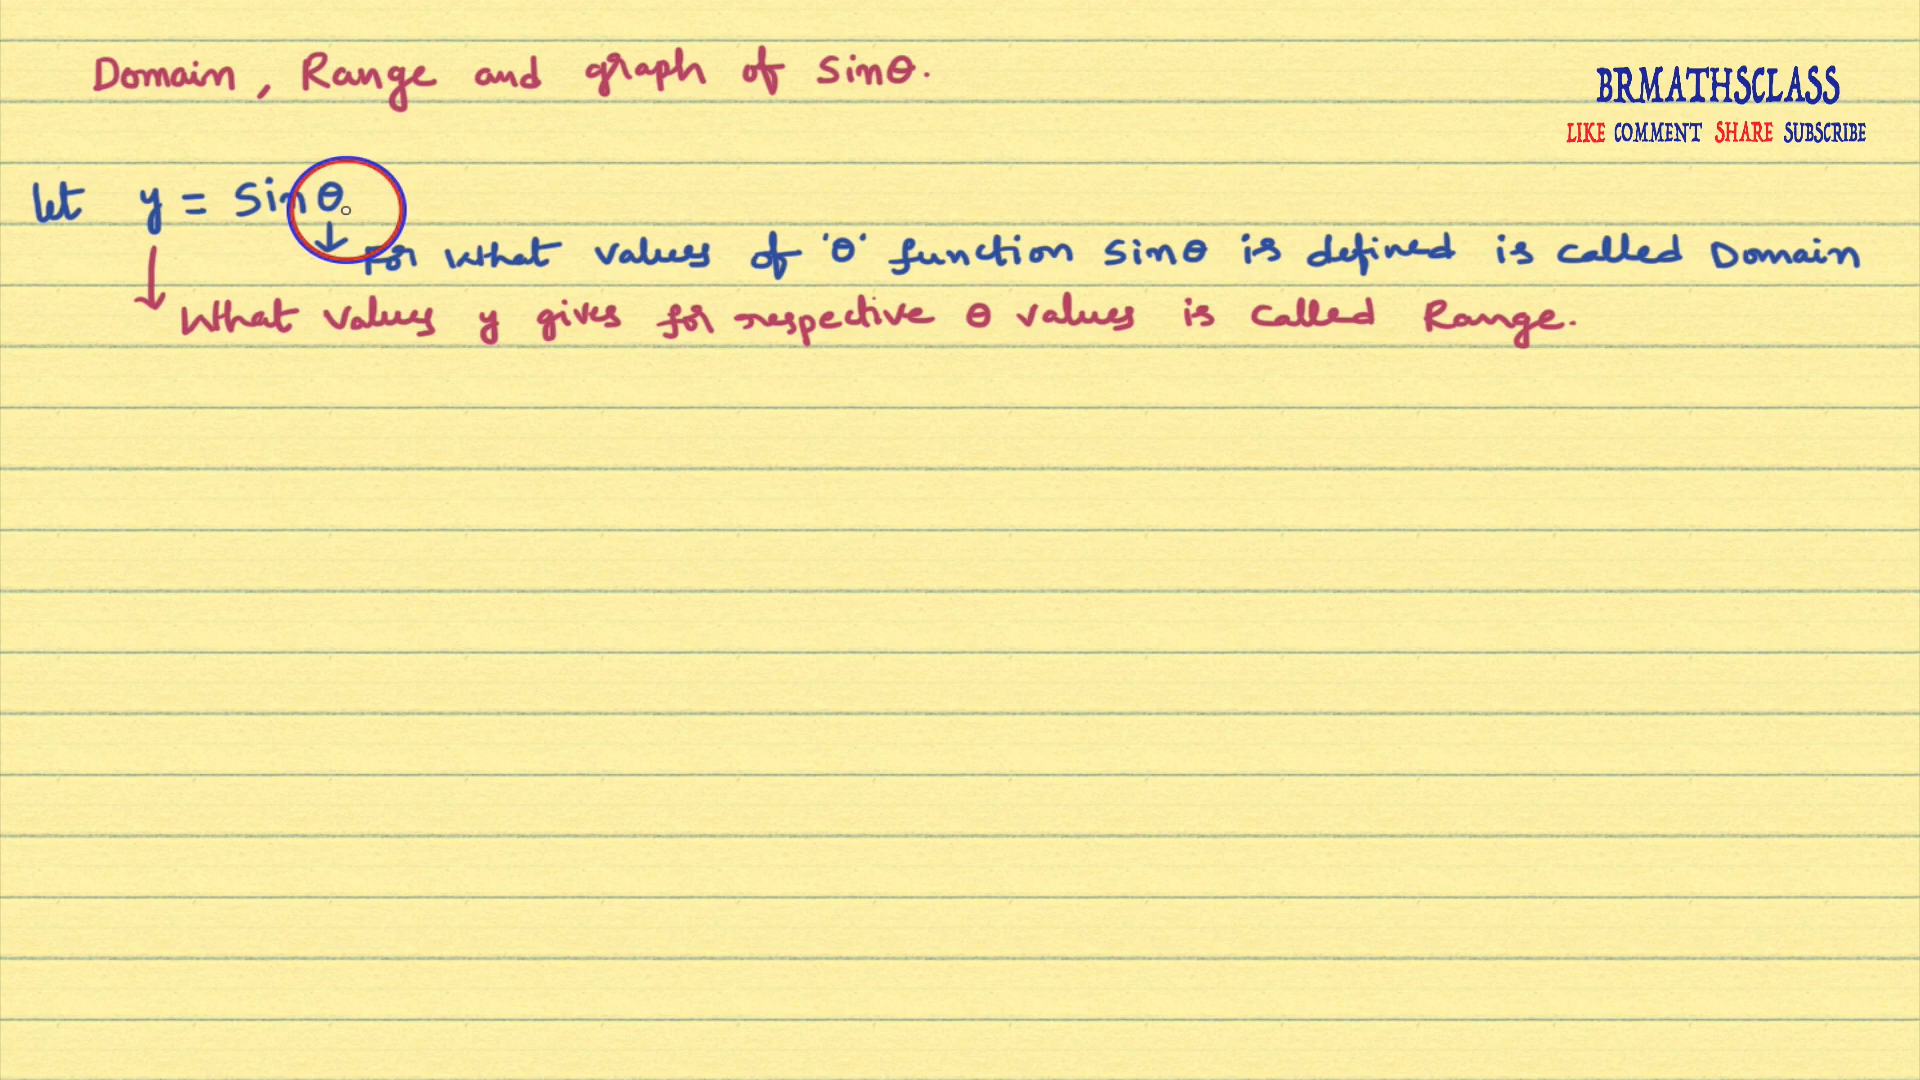 Domain, Range and graph of sinθ.
BRMATHSCLASS
LIKE COMMENT SHARE SUBSCRIBE
let y = Sinθ.
For what values of 'θ' function sinθ is defined is called Domain
What values y gives for respective θ values is called Range.